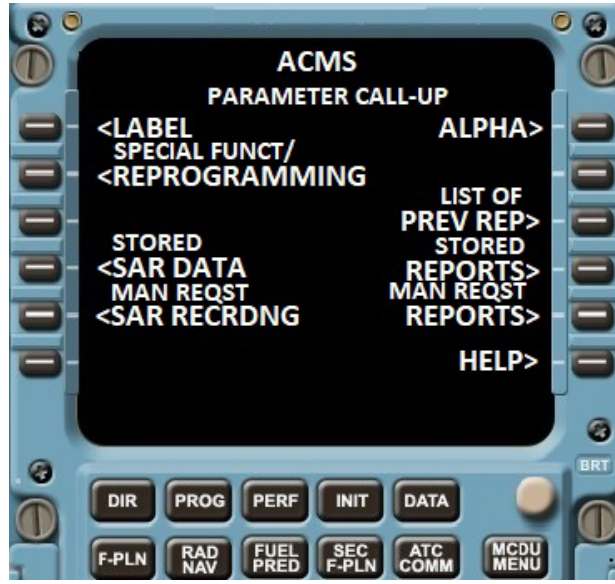 ACMS
PARAMETER CALL-UP
<LABEL ALPHA>
SPECIAL FUNCT/
<REPROGRAMMING
LIST OF
PREV REP>
STORED STORED
<SAR DATA REPORTS>
MAN REQST MAN REQST
<SAR RECRDNG REPORTS>
HELP>
BRT
DIR PROG PERF INIT DATA
F-PLN RAD NAV FUEL PRED SEC F-PLN ATC COMM MCDU MENU